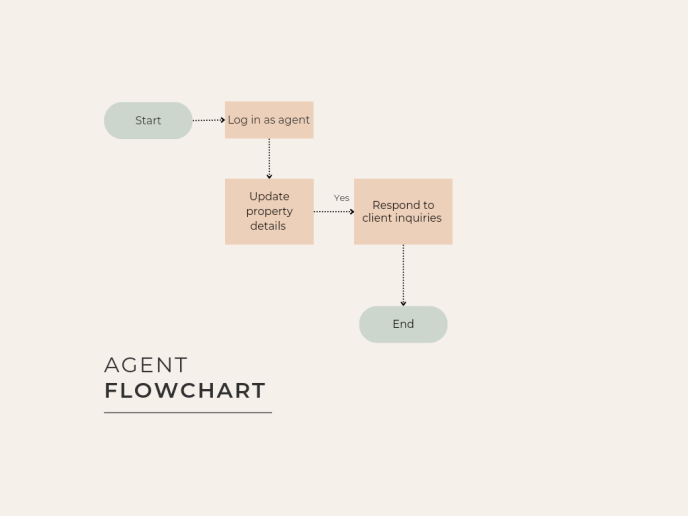 Start
Log in as agent
Update
property
details
Yes
Respond to
client inquiries
End
AGENT
FLOWCHART